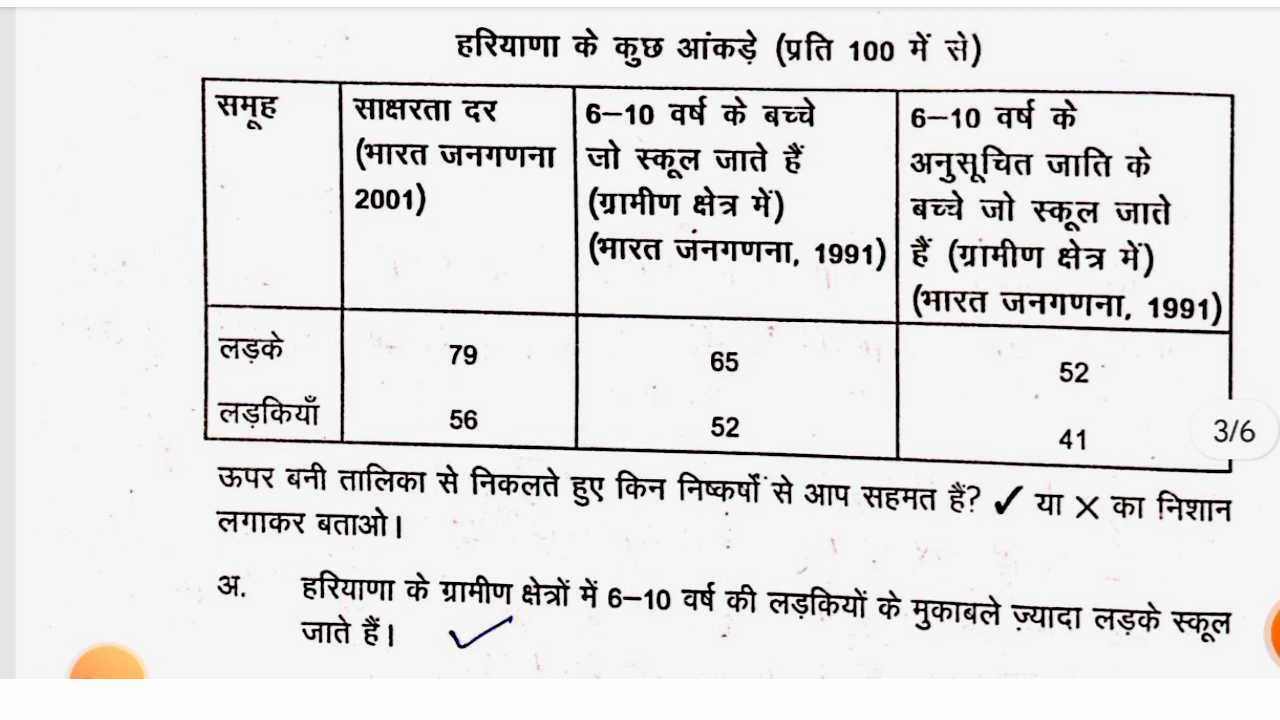 हरियाणा के कुछ आंकड़े (प्रति 100 में से)
समूह
साक्षरता दर
(भारत जनगणना
2001)
6–10 वर्ष के बच्चे
जो स्कूल जाते हैं
(ग्रामीण क्षेत्र में)
(भारत जनगणना, 1991)
6–10 वर्ष के
अनुसूचित जाति के
बच्चे जो स्कूल जाते
हैं (ग्रामीण क्षेत्र में)
(भारत जनगणना, 1991)
लड़के 79 65 52
लड़कियाँ 56 52 41
3/6
ऊपर बनी तालिका से निकलते हुए किन निष्कर्षों से आप सहमत हैं? ✓ या × का निशान
लगाकर बताओ।
अ. हरियाणा के ग्रामीण क्षेत्रों में 6–10 वर्ष की लड़कियों के मुकाबले ज़्यादा लड़के स्कूल
जाते हैं। ✓